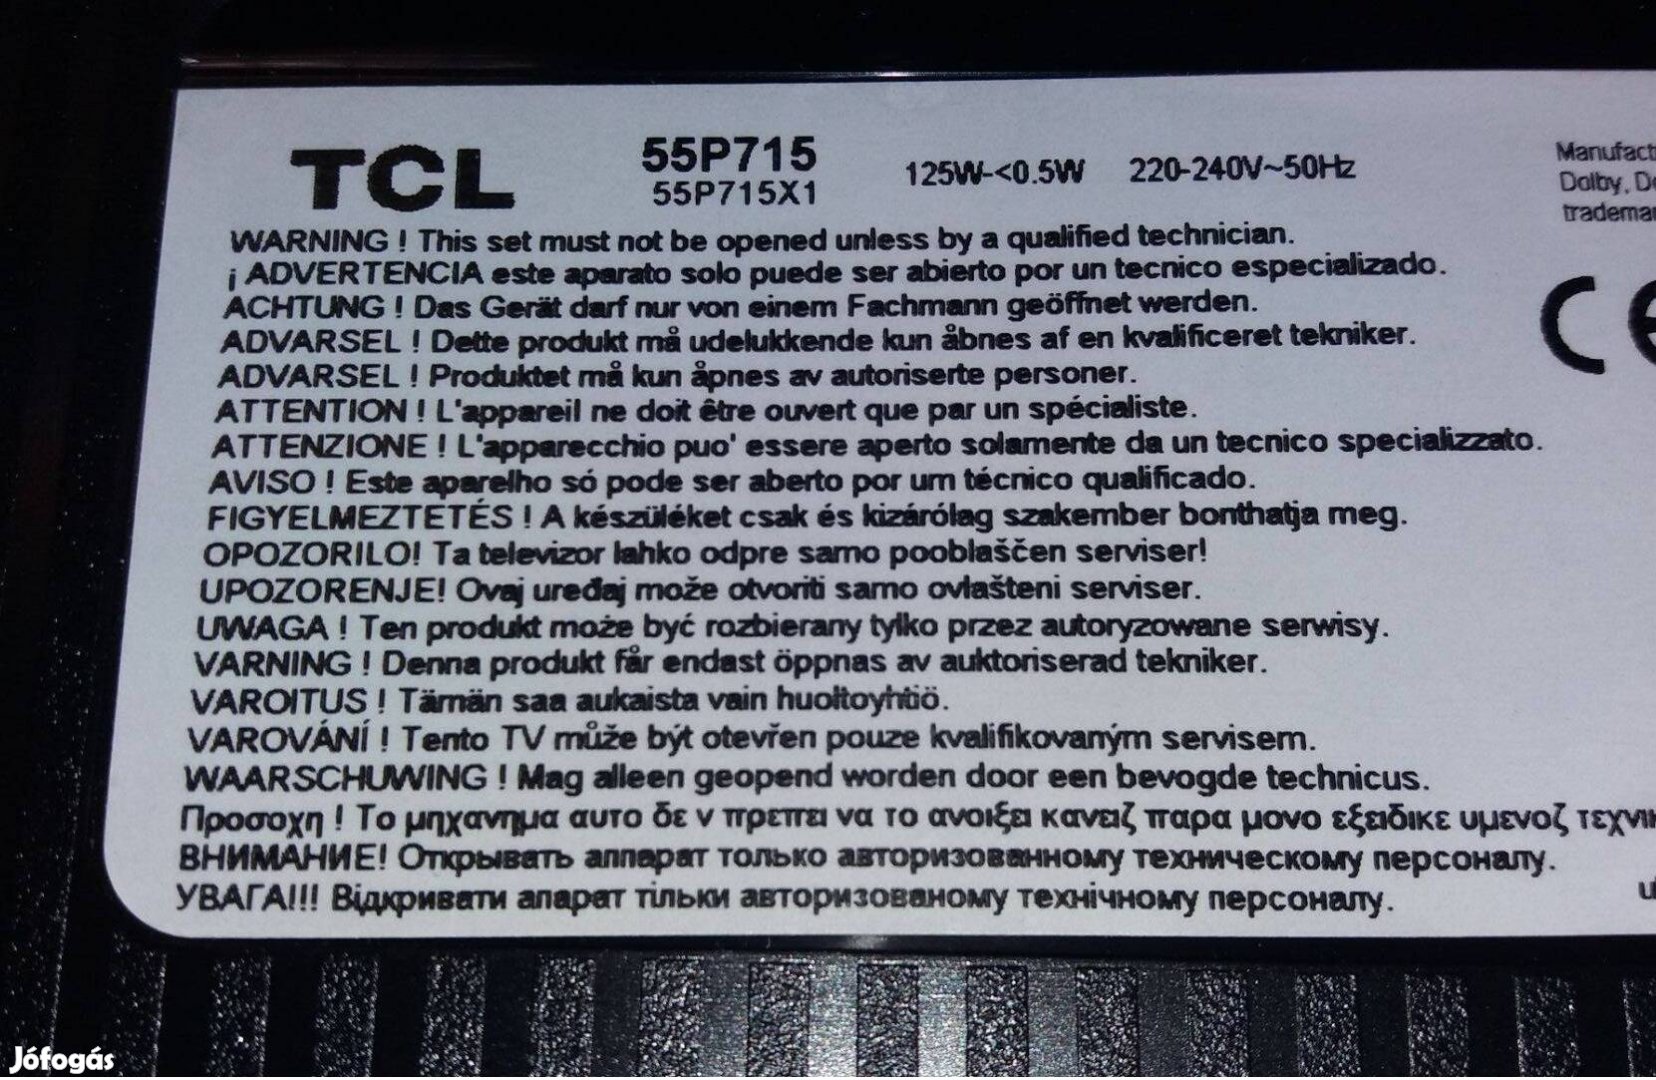 TCL
55P715
55P715X1
125W-<0.5W
220-240V~50Hz
Dolby,
WARNING ! This set must not be opened unless by a qualified technician.
¡ ADVERTENCIA este aparato solo puede ser abierto por un tecnico especializado.
ACHTUNG ! Das Gerät darf nur von einem Fachmann geöffnet werden.
ADVARSEL ! Dette produkt må udelukkende kun åbnes af en kvalificeret tekniker.
ADVARSEL ! Produktet må kun åpnes av autoriserte personer.
ATTENTION ! L'appareil ne doit être ouvert que par un spécialiste.
ATTENZIONE ! L'apparecchio puo' essere aperto solamente da un tecnico specializzato.
AVISO ! Este aparelho só pode ser aberto por um técnico qualificado.
FIGYELMEZTETÉS ! A készüléket csak és kizárólag szakember bonthatja meg.
OPOZORILO! Ta televizor lahko odpre samo pooblaščen serviser!
UPOZORENJE! Ovaj uređaj može otvoriti samo ovlašteni serviser.
UWAGA ! Ten produkt może być rozbierany tylko przez autoryzowane serwisy.
VARNING ! Denna produkt får endast öppnas av auktoriserad tekniker.
VAROITUS ! Tämän saa aukaista vain huoltoyhtiö.
VAROVÁNÍ ! Tento TV může být otevřen pouze kvalifikovaným servisem.
WAARSCHUWING ! Mag alleen geopend worden door een bevogde technicus.
Προσοχη ! Το μηχανημα αυτο δε ν πρεπει να το ανοιξει κανειζ παρα μονο εξειδικε υμενοζ
ВНИМАНИЕ! Открывать аппарат только авторизованному техническому персоналу.
УВАГА!!! Відкривати апарат тільки авторизованому технічному персоналу.
CE
Jófogás